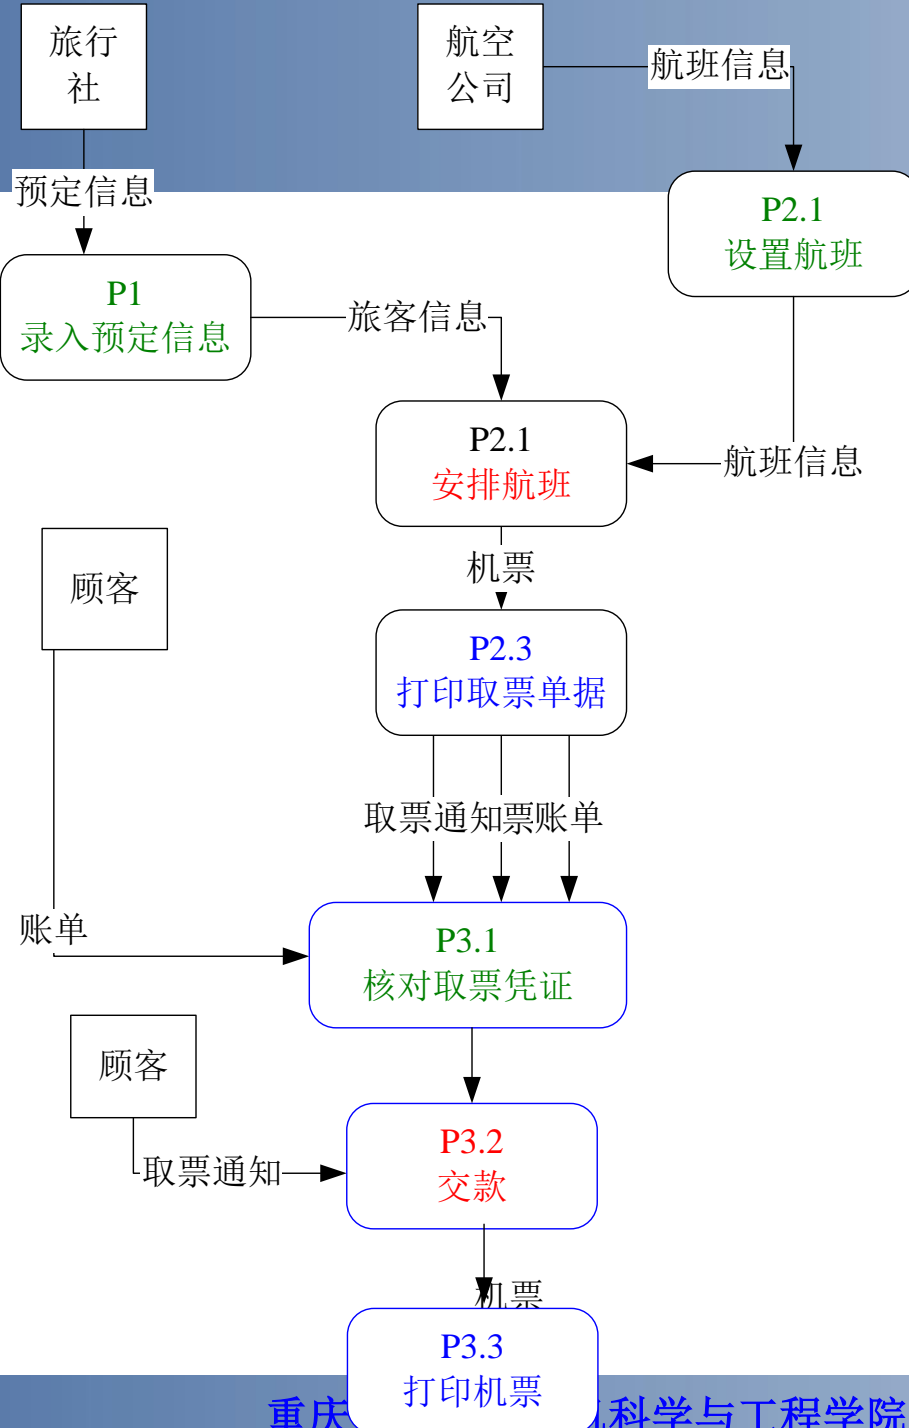 旅行
社
航空
公司
航班信息
预定信息
P2.1
设置航班
P1
录入预定信息
旅客信息
P2.1
安排航班
航班信息
机票
顾客
P2.3
打印取票单据
取票通知票账单
账单
P3.1
核对取票凭证
顾客
P3.2
交款
取票通知
机票
P3.3
打印机票
重庆
科学与工程学院